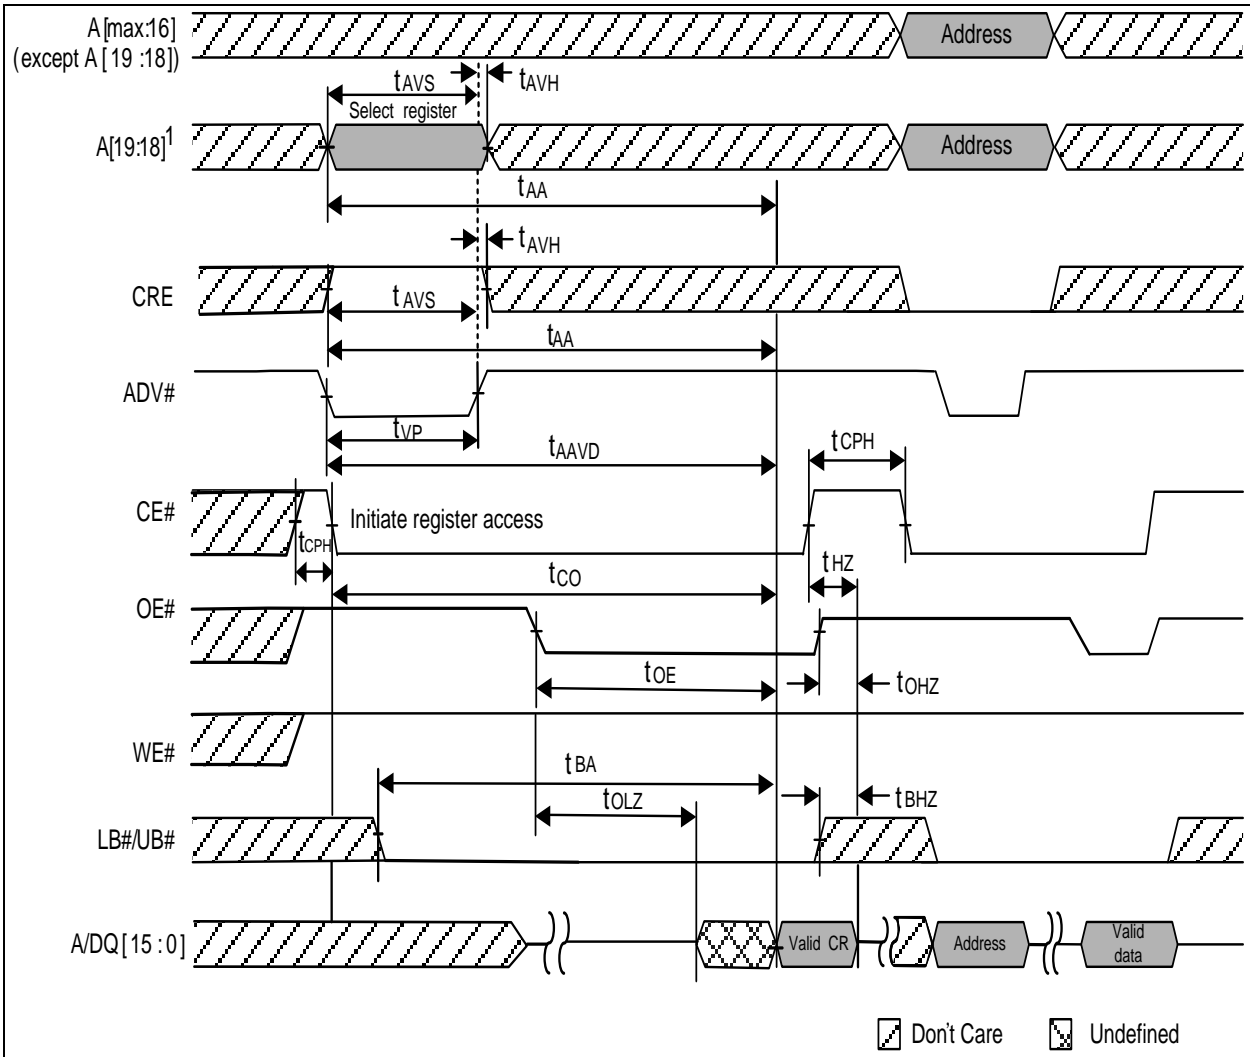 A[max:16]
(except A[19:18])
Address
tAVS
tAVH
Select register
A[19:18]1
Address
tAA
tAVH
CRE
tAVS
tAA
ADV#
tVP
tAAVD
tCPH
CE#
Initiate register access
tCPH
tHZ
tCO
OE#
tOE
tOHZ
WE#
tBA
tOLZ
tBHZ
LB#/UB#
A/DQ[15:0]
Valid CR
Address
Valid
data
Don't Care
Undefined